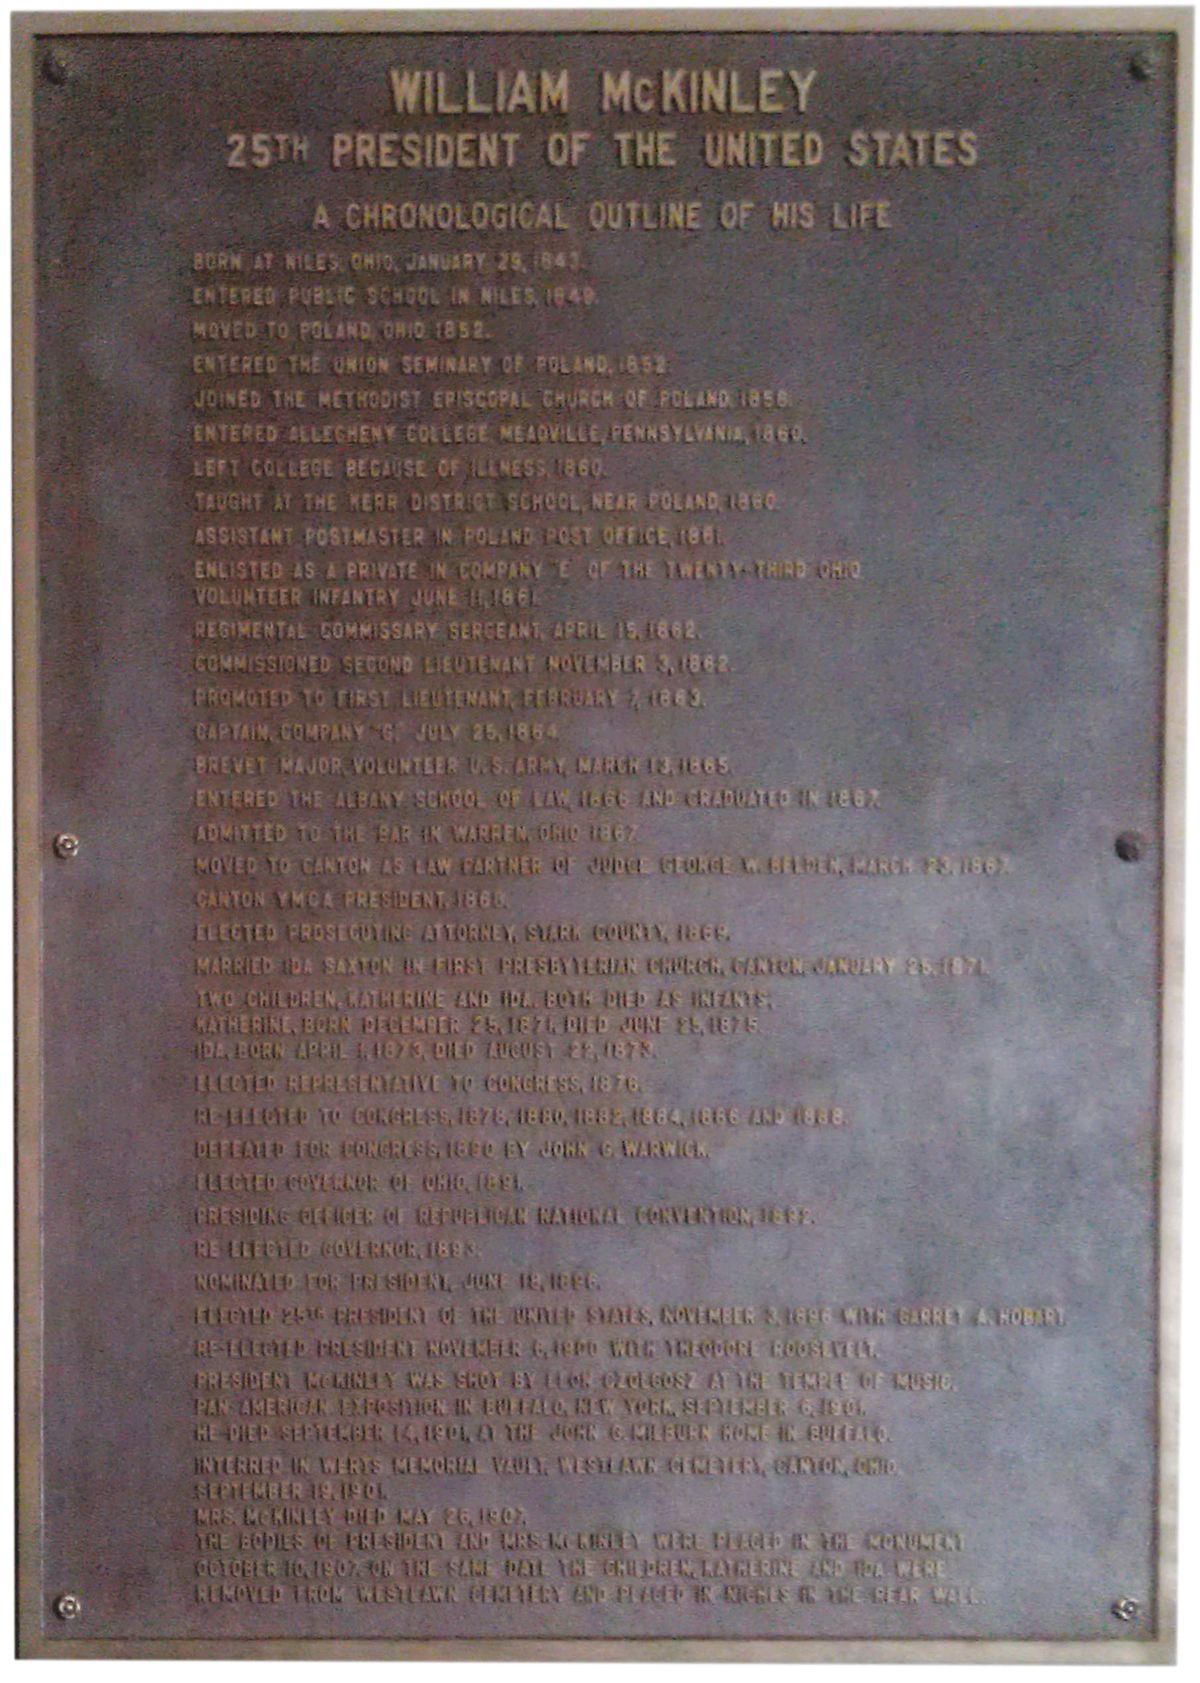 WILLIAM McKINLEY
25TH PRESIDENT OF THE UNITED STATES
A CHRONOLOGICAL OUTLINE OF HIS LIFE
BORN AT NILES, OHIO, JANUARY 29, 1843.
ENTERED PUBLIC SCHOOL IN NILES, 1849.
MOVED TO POLAND, OHIO 1852.
ENTERED THE UNION SEMINARY OF POLAND, 1852.
JOINED THE METHODIST EPISCOPAL CHURCH OF POLAND, 1858.
ENTERED ALLEGHENY COLLEGE MEADVILLE, PENNSYLVANIA, 1860.
LEFT COLLEGE BECAUSE OF ILLNESS, 1860.
TAUGHT AT THE KERR DISTRICT SCHOOL, NEAR POLAND, 1860.
ASSISTANT POSTMASTER IN POLAND POST OFFICE, 1861.
ENLISTED AS A PRIVATE IN COMPANY "E" OF THE TWENTY-THIRD OHIO
VOLUNTEER INFANTRY JUNE 11, 1861.
REGIMENTAL COMMISSARY SERGEANT, APRIL 15, 1862.
COMMISSIONED SECOND LIEUTENANT NOVEMBER 3, 1862.
PROMOTED TO FIRST LIEUTENANT, FEBRUARY 7, 1863.
CAPTAIN, COMPANY "G," JULY 25, 1864.
BREVET MAJOR, VOLUNTEER U.S. ARMY, MARCH 13, 1865.
ENTERED THE ALBANY SCHOOL OF LAW, 1866 AND GRADUATED IN 1867.
ADMITTED TO THE BAR IN WARREN, OHIO 1867.
MOVED TO CANTON AS LAW PARTNER OF JUDGE GEORGE W. BELDEN, MARCH 23, 1867.
CANTON YMCA PRESIDENT, 1868.
ELECTED PROSECUTING ATTORNEY, STARK COUNTY, 1869.
MARRIED IDA SAXTON IN FIRST PRESBYTERIAN CHURCH, CANTON, JANUARY 25, 1871.
TWO CHILDREN, KATHERINE AND IDA, BOTH DIED AS INFANTS;
KATHERINE, BORN DECEMBER 25, 1871, DIED JUNE 25, 1875.
IDA, BORN APRIL 1, 1873, DIED AUGUST 22, 1873.
ELECTED REPRESENTATIVE TO CONGRESS, 1876.
RE-ELECTED TO CONGRESS, 1878, 1880, 1882, 1884, 1886 AND 1888.
DEFEATED FOR CONGRESS, 1890 BY JOHN G. WARWICK.
ELECTED GOVERNOR OF OHIO, 1891.
PRESIDING OFFICER OF REPUBLICAN NATIONAL CONVENTION, 1892.
RE-ELECTED GOVERNOR, 1893.
NOMINATED FOR PRESIDENT, JUNE 18, 1896.
ELECTED 25TH PRESIDENT OF THE UNITED STATES, NOVEMBER 3, 1896 WITH GARRET A. HOBART.
RE-ELECTED PRESIDENT NOVEMBER 6, 1900 WITH THEODORE ROOSEVELT.
PRESIDENT McKINLEY WAS SHOT BY LEON CZOLGOSZ AT THE TEMPLE OF MUSIC,
PAN AMERICAN EXPOSITION IN BUFFALO, NEW YORK, SEPTEMBER 6, 1901.
HE DIED SEPTEMBER 14, 1901, AT THE JOHN G. MILBURN HOME IN BUFFALO.
INTERRED IN WERTS MEMORIAL VAULT, WESTLAWN CEMETERY, CANTON, OHIO,
SEPTEMBER 19, 1901.
MRS. McKINLEY DIED MAY 26, 1907.
THE BODIES OF PRESIDENT AND MRS. McKINLEY WERE PLACED IN THE MONUMENT
OCTOBER 10, 1907. ON THE SAME DATE THE CHILDREN, KATHERINE AND IDA WERE
REMOVED FROM WESTLAWN CEMETERY AND PLACED IN NICHES IN THE REAR WALL.